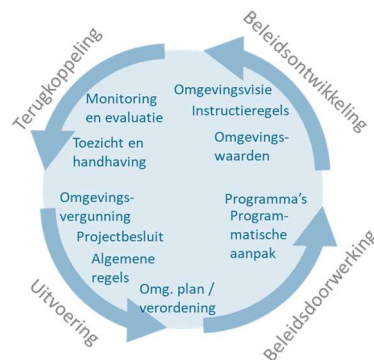 Terugkoppeling
Beleidsontwikkeling
Monitoring
en evaluatie
Omgevingsvisie
Instructieregels
Toezicht en
handhaving
Omgevings-
waarden
Omgevings-
vergunning
Projectbesluit
Algemene
regels
Programma's
Program-
matische
aanpak
Omg. plan /
verordening
Uitvoering
Beleidsdoorwerking